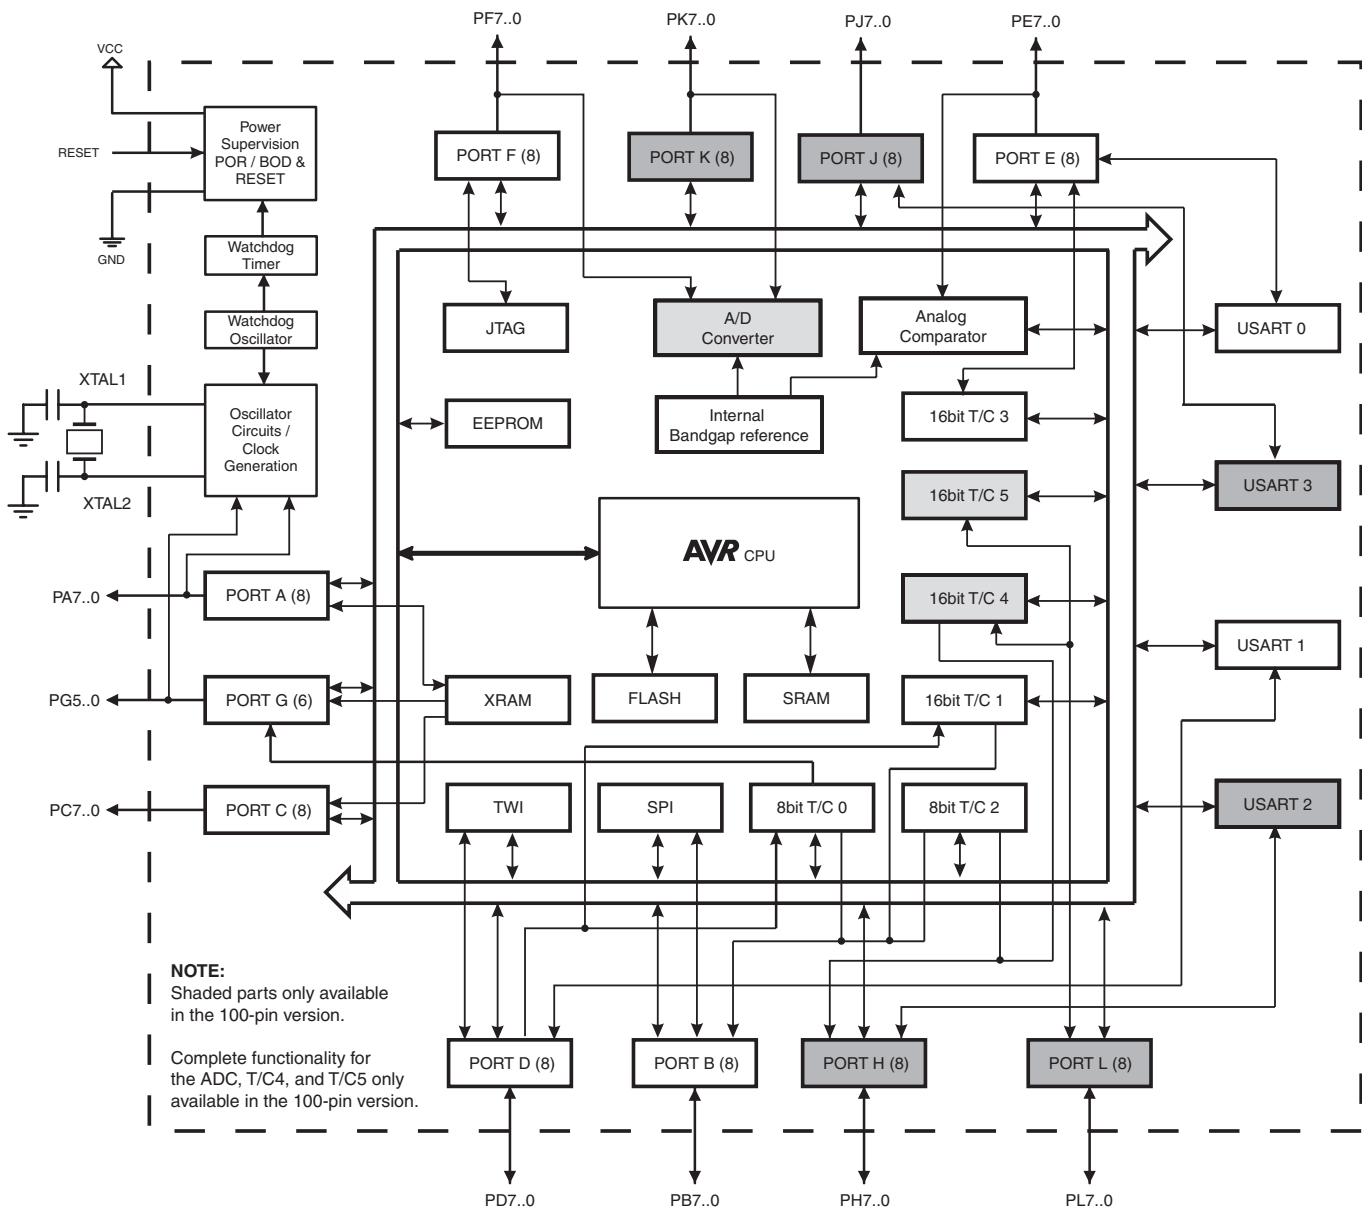 PF7..0
PK7..0
PJ7..0
PE7..0
VCC
RESET
GND
Power
Supervision
POR / BOD &
RESET
PORT F (8)
PORT K (8)
PORT J (8)
PORT E (8)
Watchdog
Timer
Watchdog
Oscillator
JTAG
A/D
Converter
Analog
Comparator
USART 0
XTAL1
XTAL2
Oscillator
Circuits /
Clock
Generation
EEPROM
Internal
Bandgap reference
16bit T/C 3
16bit T/C 5
USART 3
AVR CPU
PA7..0
PORT A (8)
16bit T/C 4
USART 1
PG5..0
PORT G (6)
XRAM
FLASH
SRAM
16bit T/C 1
PC7..0
PORT C (8)
TWI
SPI
8bit T/C 0
8bit T/C 2
USART 2
NOTE:
Shaded parts only available
in the 100-pin version.
Complete functionality for
the ADC, T/C4, and T/C5 only
available in the 100-pin version.
PORT D (8)
PORT B (8)
PORT H (8)
PORT L (8)
PD7..0
PB7..0
PH7..0
PL7..0